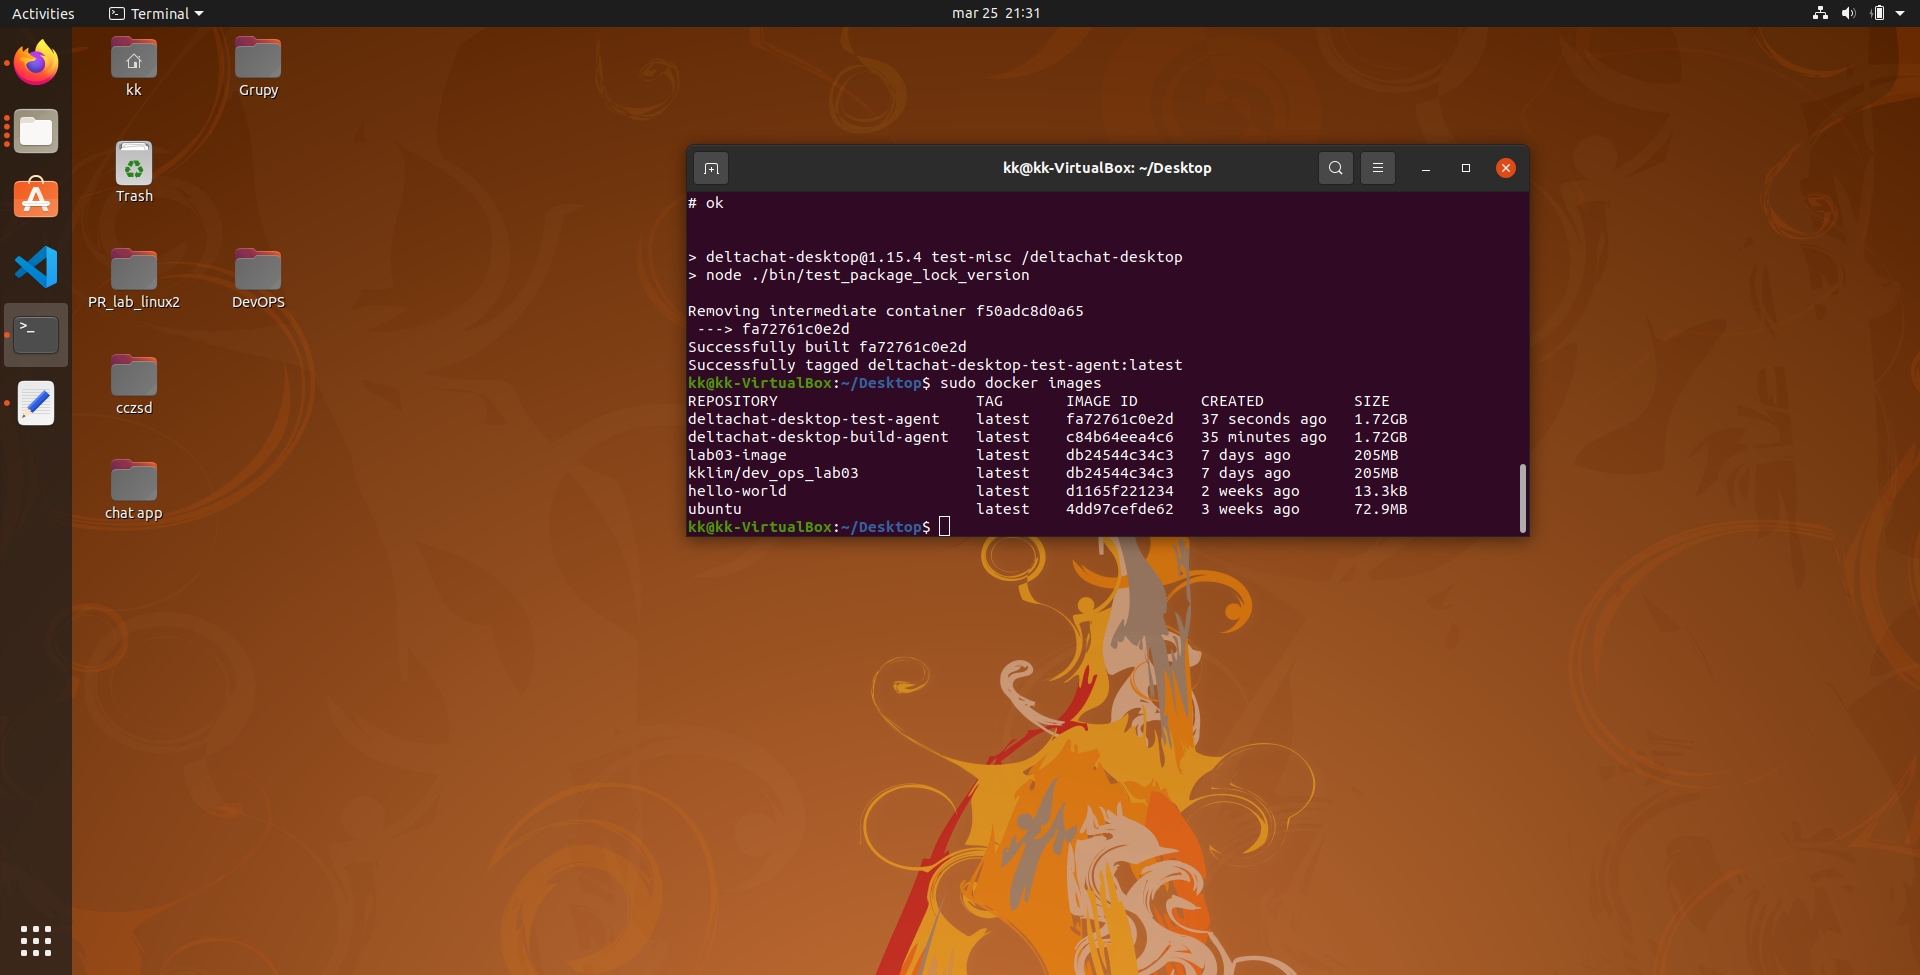 Activities
Terminal
mar 25 21:31
kk
Grupy
Trash
PR_lab_linux2
DevOPS
cczsd
chat app
kk@kk-VirtualBox: ~/Desktop
# ok
> deltachat-desktop@1.15.4 test-misc /deltachat-desktop
> node ./bin/test_package_lock_version
Removing intermediate container f50adc8d0a65
---> fa72761c0e2d
Successfully built fa72761c0e2d
Successfully tagged deltachat-desktop-test-agent:latest
kk@kk-VirtualBox:~/Desktop$ sudo docker images
REPOSITORY TAG IMAGE ID CREATED SIZE
deltachat-desktop-test-agent latest fa72761c0e2d 37 seconds ago 1.72GB
deltachat-desktop-build-agent latest c84b64eea4c6 35 minutes ago 1.72GB
lab03-image latest db24544c34c3 7 days ago 205MB
kklim/dev_ops_lab03 latest db24544c34c3 7 days ago 205MB
hello-world latest d1165f221234 2 weeks ago 13.3kB
ubuntu latest 4dd97cefde62 3 weeks ago 72.9MB
kk@kk-VirtualBox:~/Desktop$